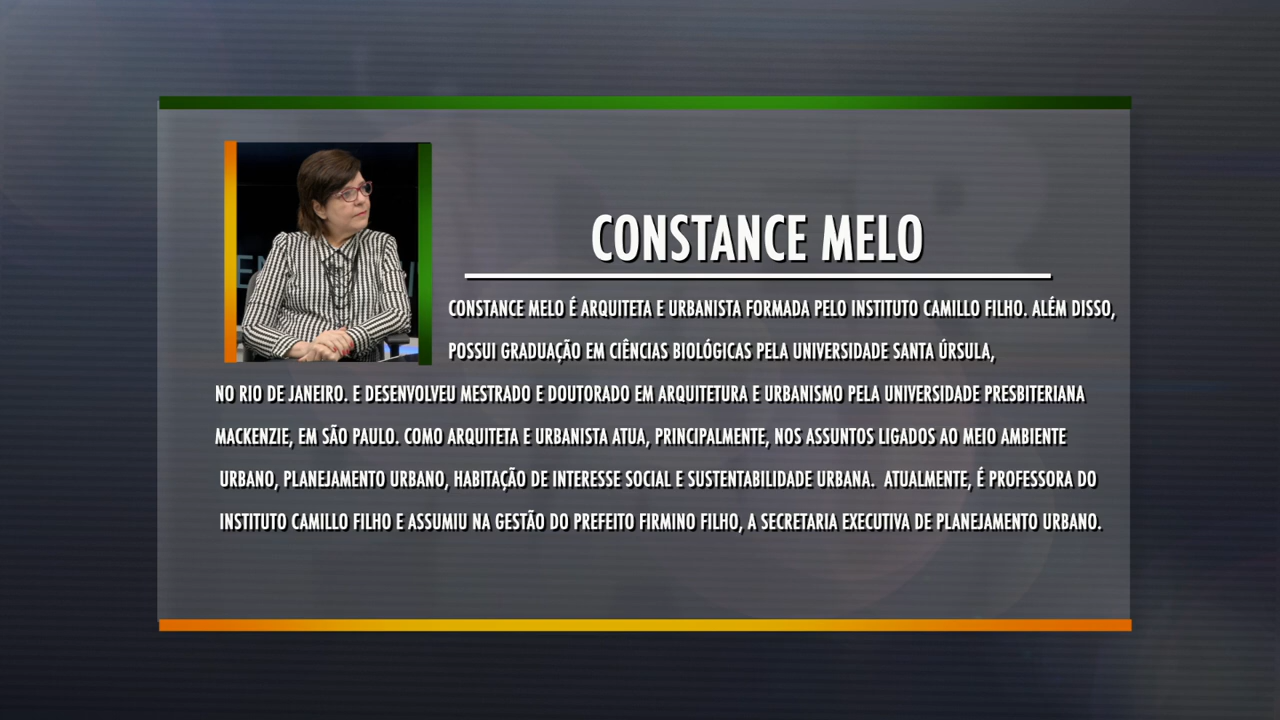 CONSTANCE MELO
CONSTANCE MELO É ARQUITETA E URBANISTA FORMADA PELO INSTITUTO CAMILLO FILHO. ALÉM DISSO,
POSSUI GRADUAÇÃO EM CIÊNCIAS BIOLÓGICAS PELA UNIVERSIDADE SANTA ÚRSULA,
NO RIO DE JANEIRO. E DESENVOLVEU MESTRADO E DOUTORADO EM ARQUITETURA E URBANISMO PELA UNIVERSIDADE PRESBITERIANA
MACKENZIE, EM SÃO PAULO. COMO ARQUITETA E URBANISTA ATUA, PRINCIPALMENTE, NOS ASSUNTOS LIGADOS AO MEIO AMBIENTE
URBANO, PLANEJAMENTO URBANO, HABITAÇÃO DE INTERESSE SOCIAL E SUSTENTABILIDADE URBANA. ATUALMENTE, É PROFESSORA DO
INSTITUTO CAMILLO FILHO E ASSUMIU NA GESTÃO DO PREFEITO FIRMINO FILHO, A SECRETARIA EXECUTIVA DE PLANEJAMENTO URBANO.